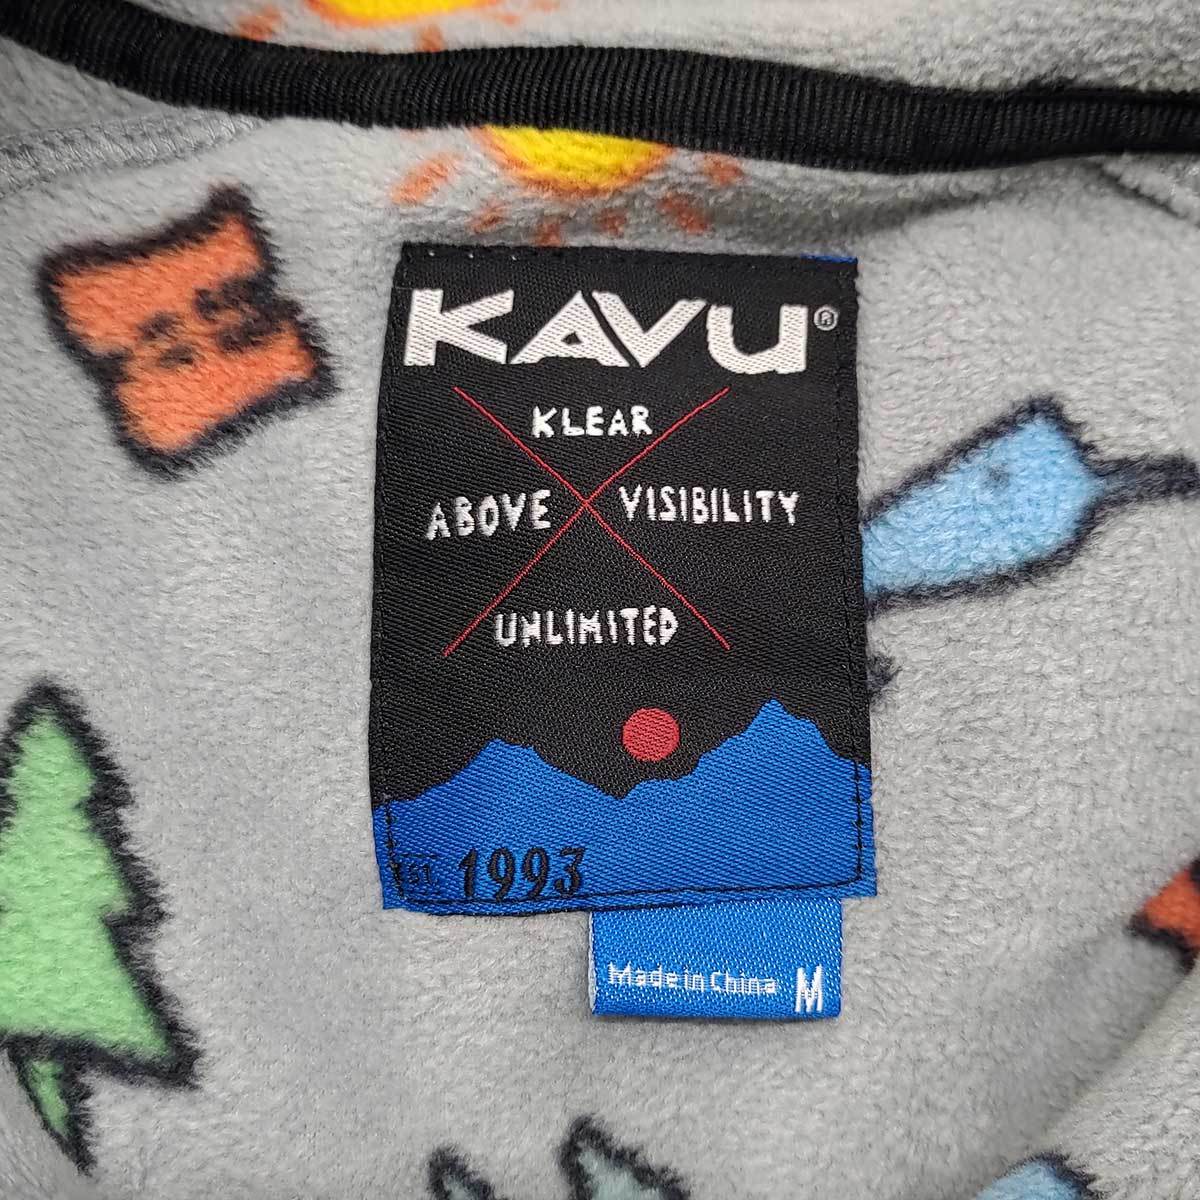 KAVU®
KLEAR
ABOVE VISIBILITY
UNLIMITED
EST. 1993
Made in China M